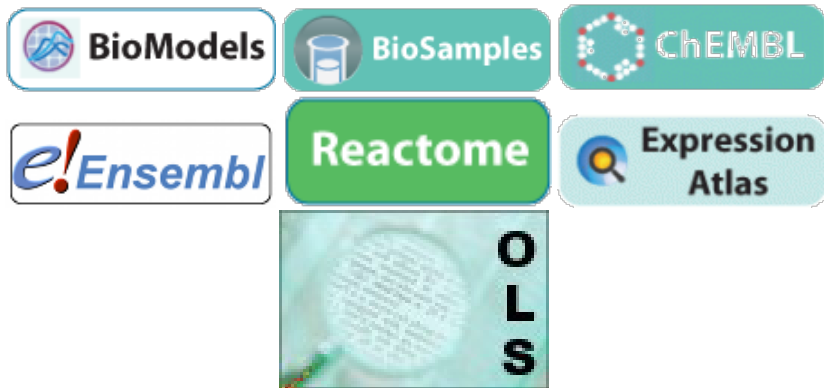 BioModels
BioSamples
ChEMBL
e!Ensembl
Reactome
Expression
Atlas
O
L
S